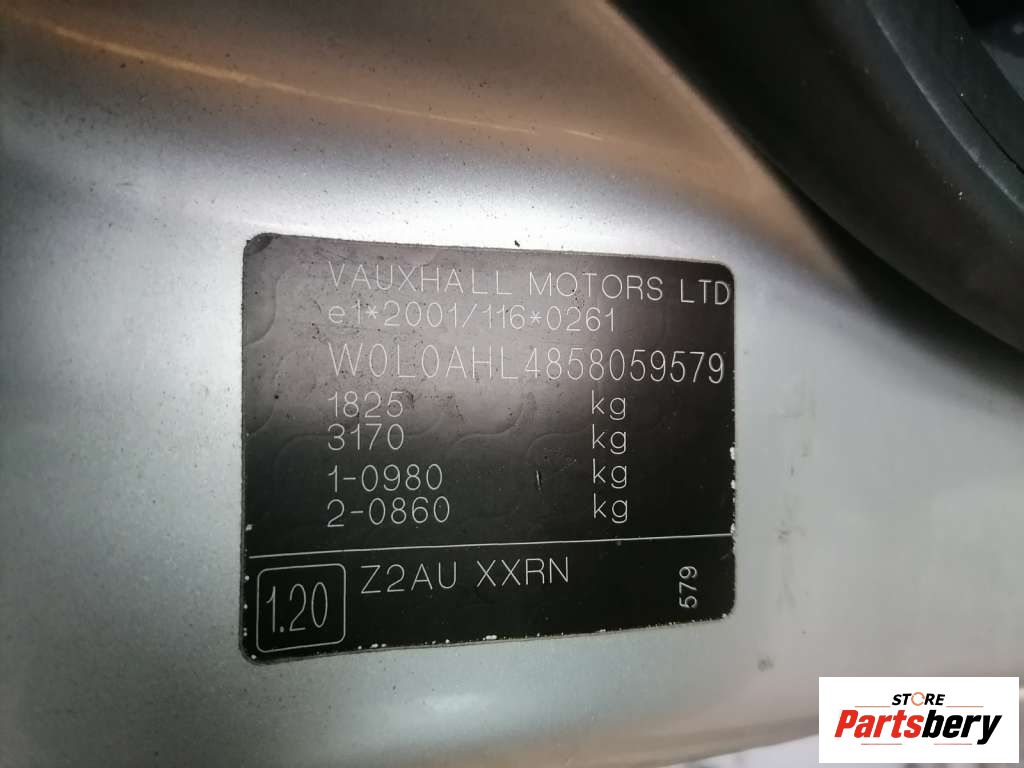 VAUXHALL MOTORS LTD
e1*2001/116*0261
W0L0AHL4858059579
1825 kg
3170 kg
1-0980 kg
2-0860 kg
1.20 Z2AU XXRN 579
STORE
Partsbery